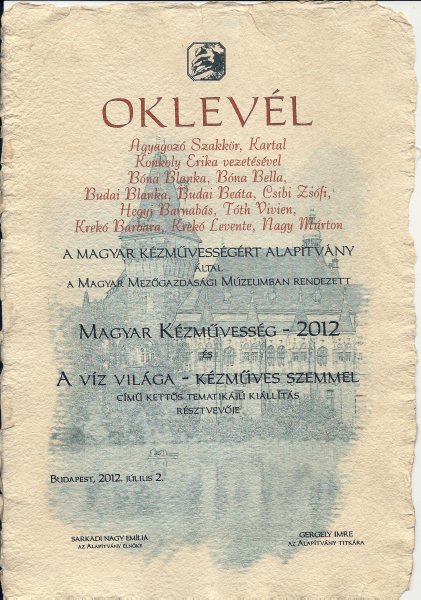 OKLEVÉL
Agyagozó Szakkör, Kartal
Konkoly Erika vezetésével
Bóna Blanka, Bóna Bella,
Budai Blanka, Budai Beáta, Csibi Zsófi,
Hegyi Barnabás, Tóth Vivien,
Krekó Barbara, Krekó Levente, Nagy Márton
A MAGYAR KÉZMŰVESSÉGÉRT ALAPÍTVÁNY
ÁLTAL
A MAGYAR MEZŐGAZDASÁGI MÚZEUMBAN RENDEZETT
MAGYAR KÉZMŰVESSÉG - 2012
ÉS
A VÍZ VILÁGA - KÉZMŰVES SZEMMEL
CÍMŰ KETTŐS TEMATIKÁJÚ KIÁLLÍTÁS
RÉSZTVEVŐJE
BUDAPEST, 2012. JÚLIUS 2.
SARKADI NAGY EMÍLIA
AZ ALAPÍTVÁNY ELNÖKE
GERGELY IMRE
AZ ALAPÍTVÁNY TITKÁRA